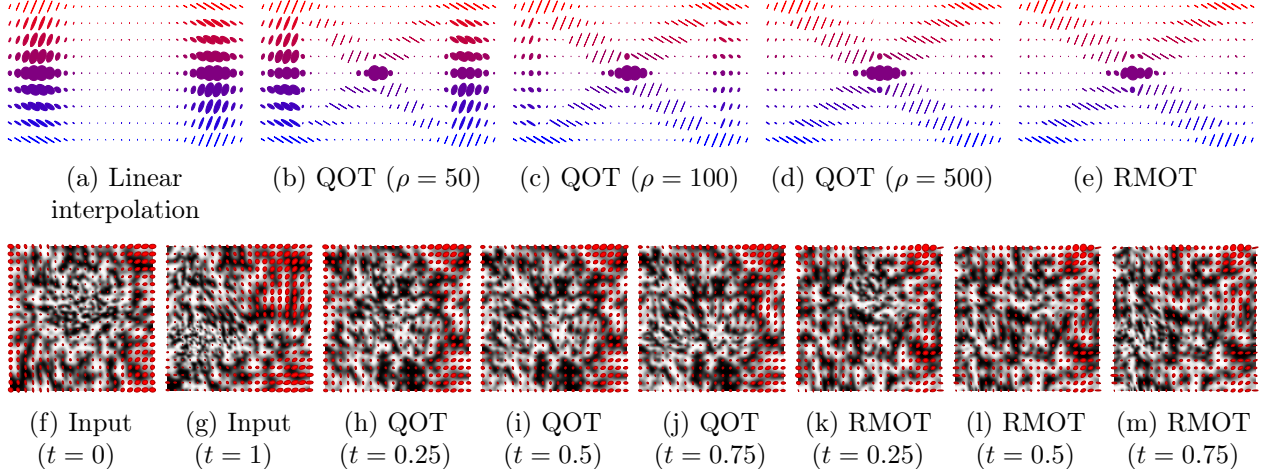 (a) Linear
interpolation
(b) QOT (ρ = 50)
(c) QOT (ρ = 100)
(d) QOT (ρ = 500)
(e) RMOT
(f) Input
(t = 0)
(g) Input
(t = 1)
(h) QOT
(t = 0.25)
(i) QOT
(t = 0.5)
(j) QOT
(t = 0.75)
(k) RMOT
(t = 0.25)
(l) RMOT
(t = 0.5)
(m) RMOT
(t = 0.75)